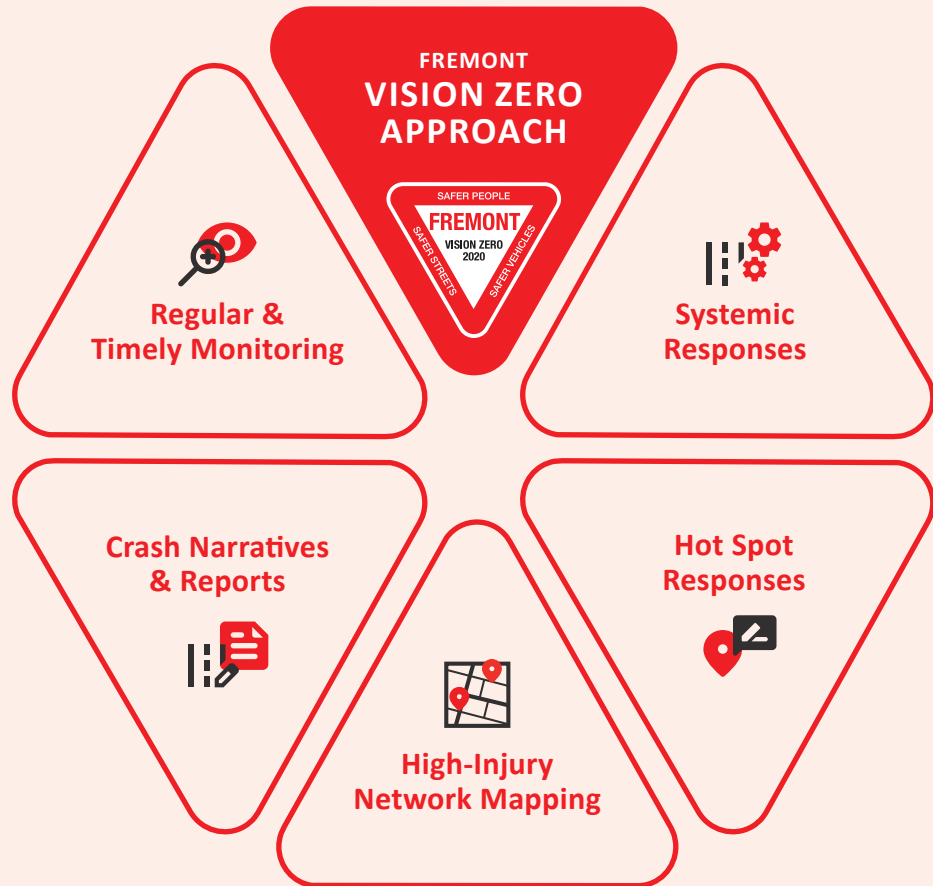 FREMONT
VISION ZERO
APPROACH
SAFER PEOPLE
FREMONT
VISION ZERO
2020
SAFER STREETS
SAFER VEHICLES
Regular &
Timely Monitoring
Systemic
Responses
Crash Narratives
& Reports
Hot Spot
Responses
High-Injury
Network Mapping